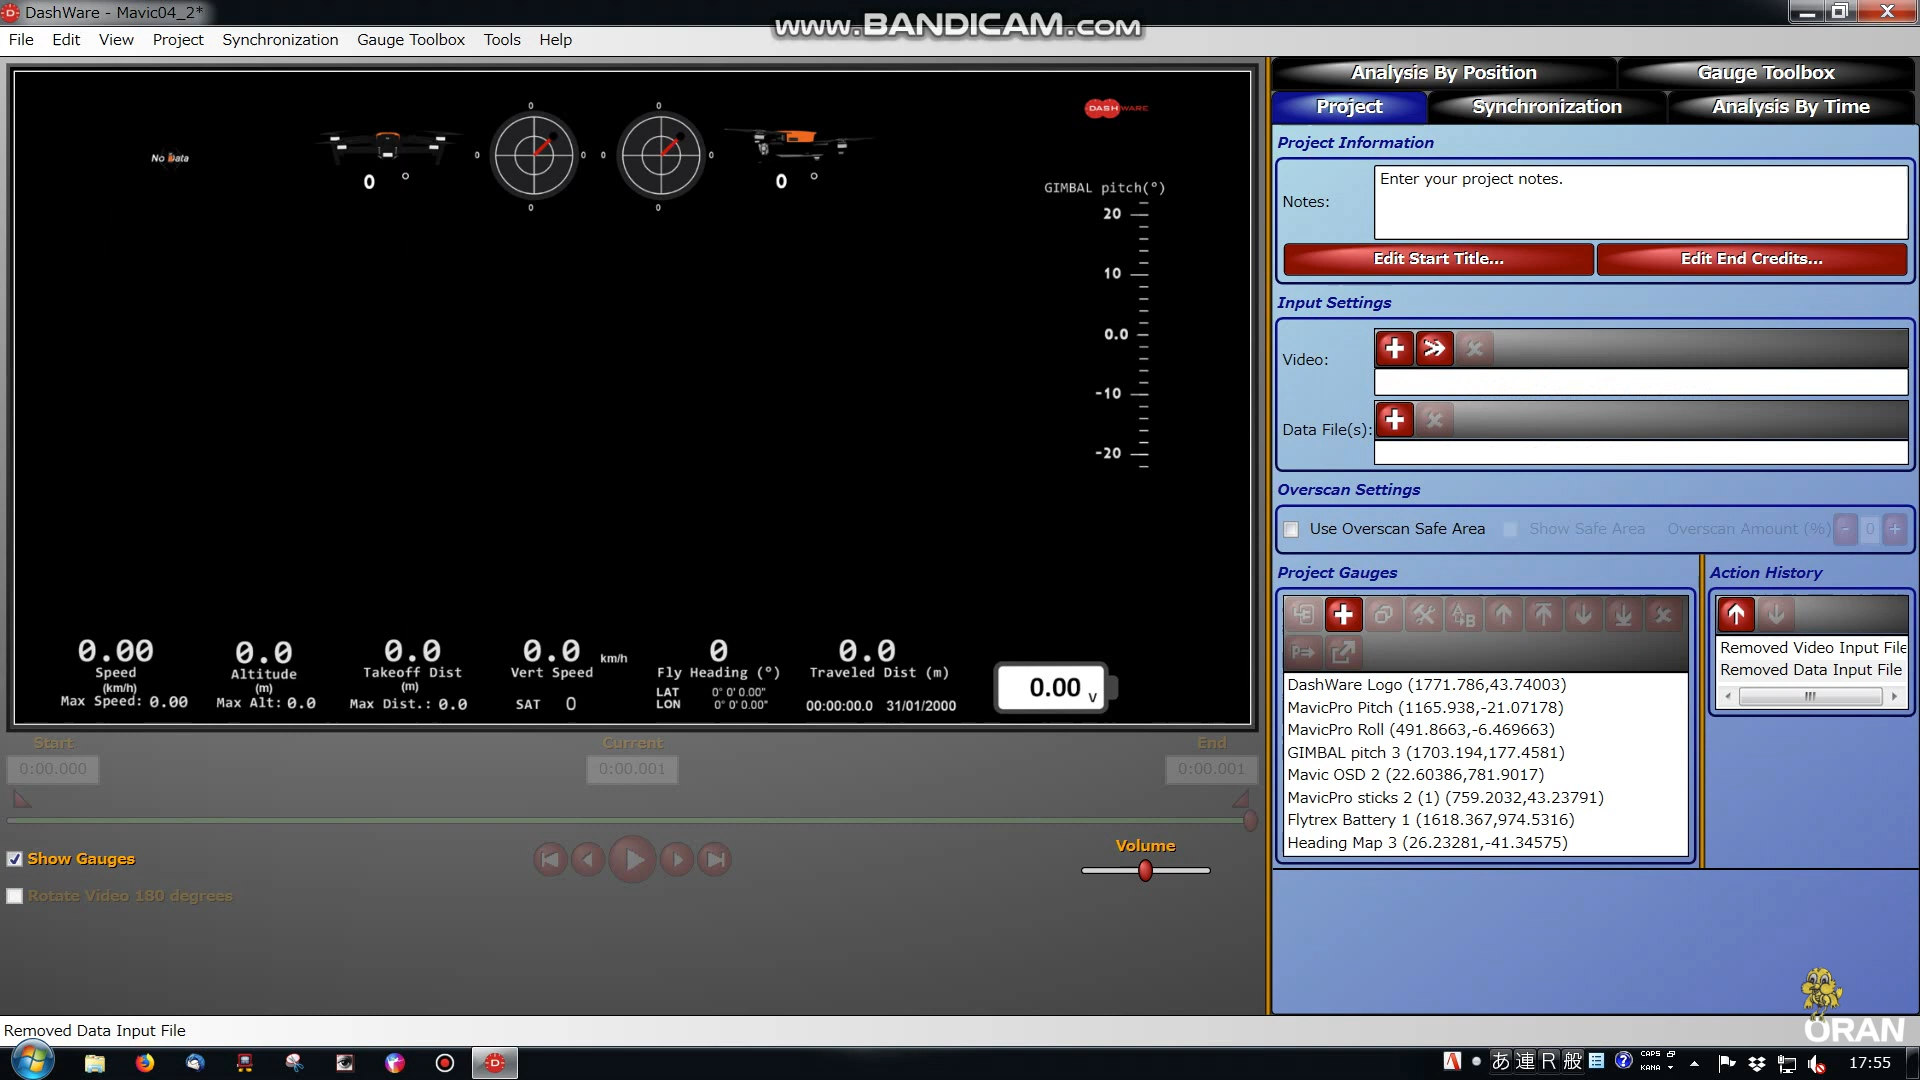 DashWare - Mavic04_2*
www.BANDICAM.com
File Edit View Project Synchronization Gauge Toolbox Tools Help
Analysis By Position Gauge Toolbox
Project Synchronization Analysis By Time
Project Information
Notes: Enter your project notes.
Edit Start Title... Edit End Credits...
Input Settings
Video:
Data File(s):
Overscan Settings
Use Overscan Safe Area Show Safe Area Overscan Amount (%) - 0 +
Project Gauges
DashWare Logo (1771.786,43.74003)
MavicPro Pitch (1165.938,-21.07178)
MavicPro Roll (491.8663,-6.469663)
GIMBAL pitch 3 (1703.194,177.4581)
Mavic OSD 2 (22.60386,781.9017)
MavicPro sticks 2 (1) (759.2032,43.23791)
Flytrex Battery 1 (1618.367,974.5316)
Heading Map 3 (26.23281,-41.34575)
Action History
Removed Video Input File
Removed Data Input File
No Data
0
0
0 0
0
0
0 0
0
0
DASHWARE
GIMBAL pitch(°)
20
10
0.0
-10
-20
0.00 0.0 0.0 0.0 km/h 0 0.0
Speed Altitude Takeoff Dist Vert Speed Fly Heading (°) Traveled Dist (m)
(km/h) (m) (m)
Max Speed: 0.00 Max Alt: 0.0 Max Dist.: 0.0 SAT 0
LAT 0° 0' 0.00"
LON 0° 0' 0.00"
00:00:00.0 31/01/2000
0.00 v
Start Current End
0:00.000 0:00.001 0:00.001
Show Gauges
Rotate Video 180 degrees
Volume
ORAN
Removed Data Input File
あ 連 R 般 CAPS KANA 17:55